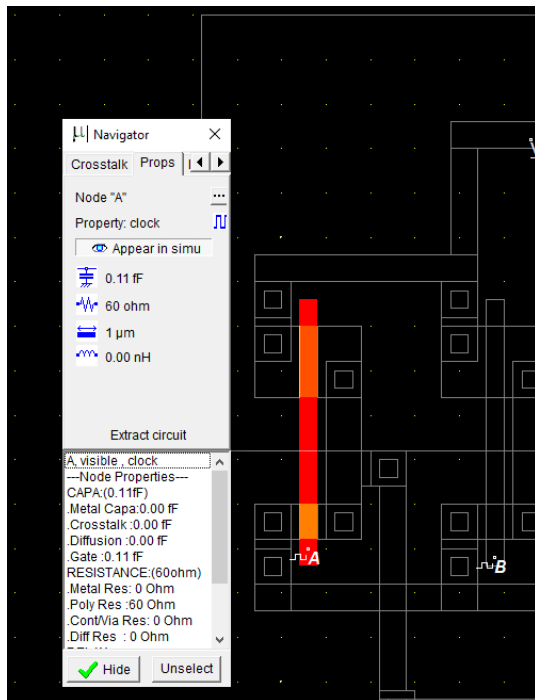 Navigator
Crosstalk Props
Node "A"
Property: clock
Appear in simu
0.11 fF
60 ohm
1 µm
0.00 nH
Extract circuit
A, visible , clock
---Node Properties---
CAPA:(0.11fF)
.Metal Capa:0.00 fF
.Crosstalk :0.00 fF
.Diffusion :0.00 fF
.Gate :0.11 fF
RESISTANCE:(60ohm)
.Metal Res: 0 Ohm
.Poly Res :60 Ohm
.Cont/Via Res: 0 Ohm
.Diff Res : 0 Ohm
Hide Unselect
A
B